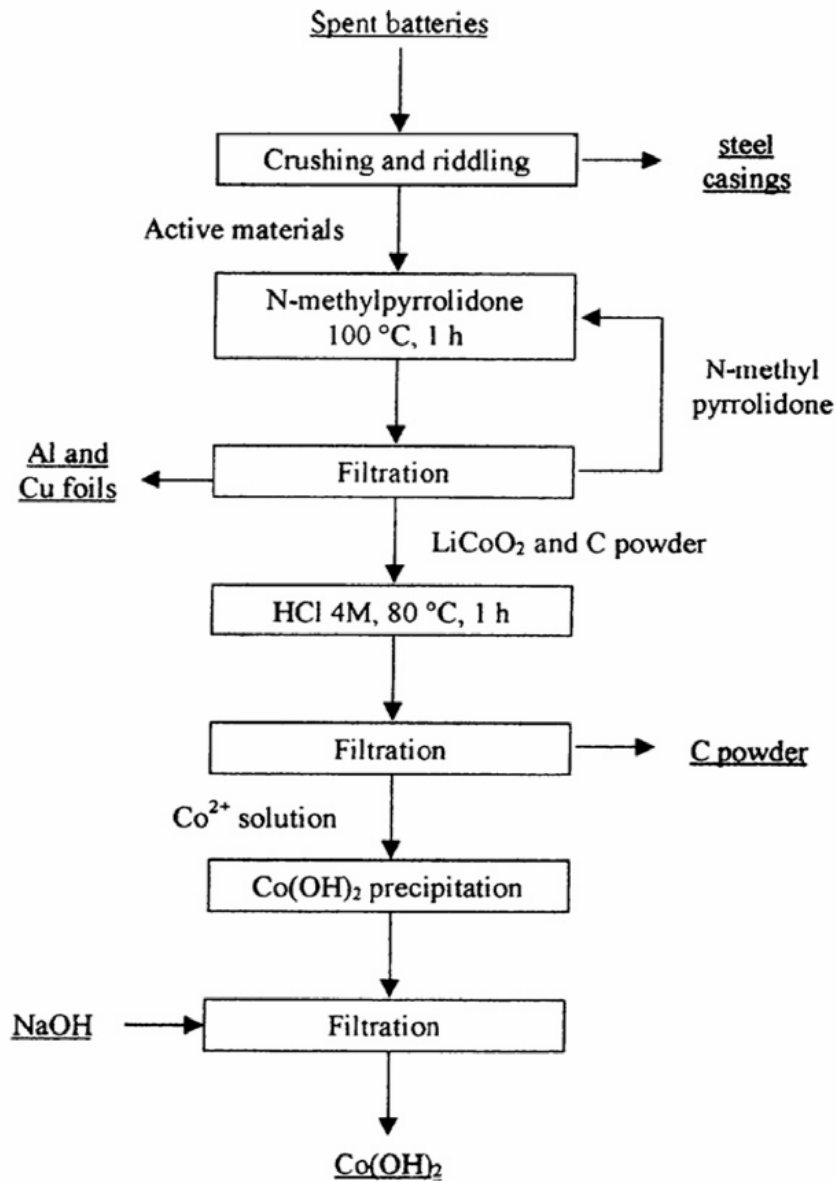 Spent batteries
Crushing and riddling
steel
casings
Active materials
N-methylpyrrolidone
100 °C, 1 h
N-methyl
pyrrolidone
Al and
Cu foils
Filtration
LiCoO₂ and C powder
HCl 4M, 80 °C, 1 h
Filtration
C powder
Co²⁺ solution
Co(OH)₂ precipitation
NaOH
Filtration
Co(OH)₂